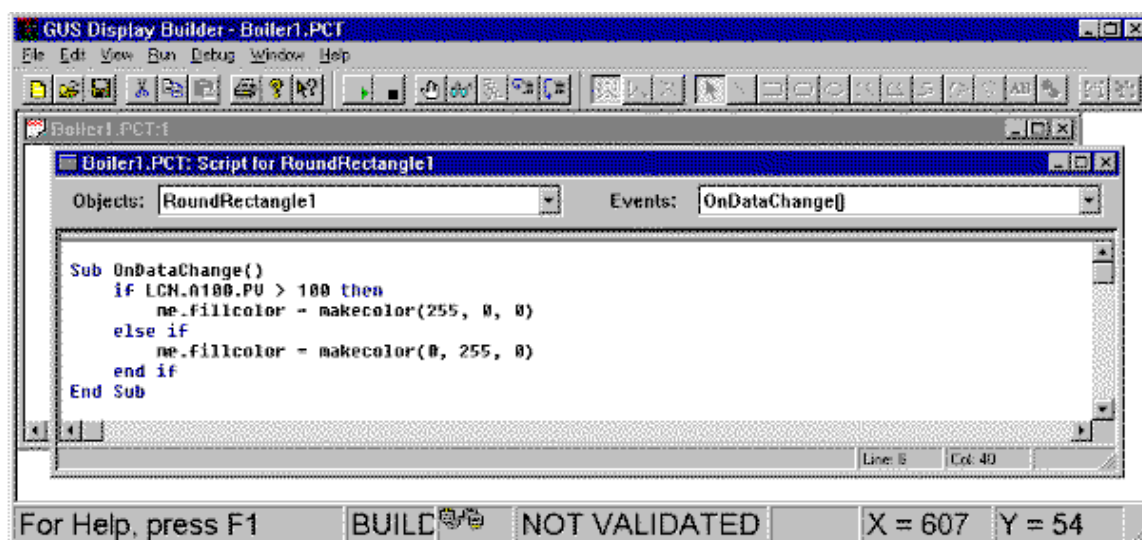 GUS Display Builder - Boiler1.PCT
File Edit View Run Debug Window Help
AB
Boiler1.PCT:1
Boiler1.PCT: Script for RoundRectangle1
Objects: RoundRectangle1 Events: OnDataChange()
Sub OnDataChange()
if LCN.A100.PV > 100 then
me.fillcolor = makecolor(255, 0, 0)
else if
me.fillcolor = makecolor(0, 255, 0)
end if
End Sub
Line: 6 Col: 40
For Help, press F1 BUILD NOT VALIDATED X = 607 Y = 54